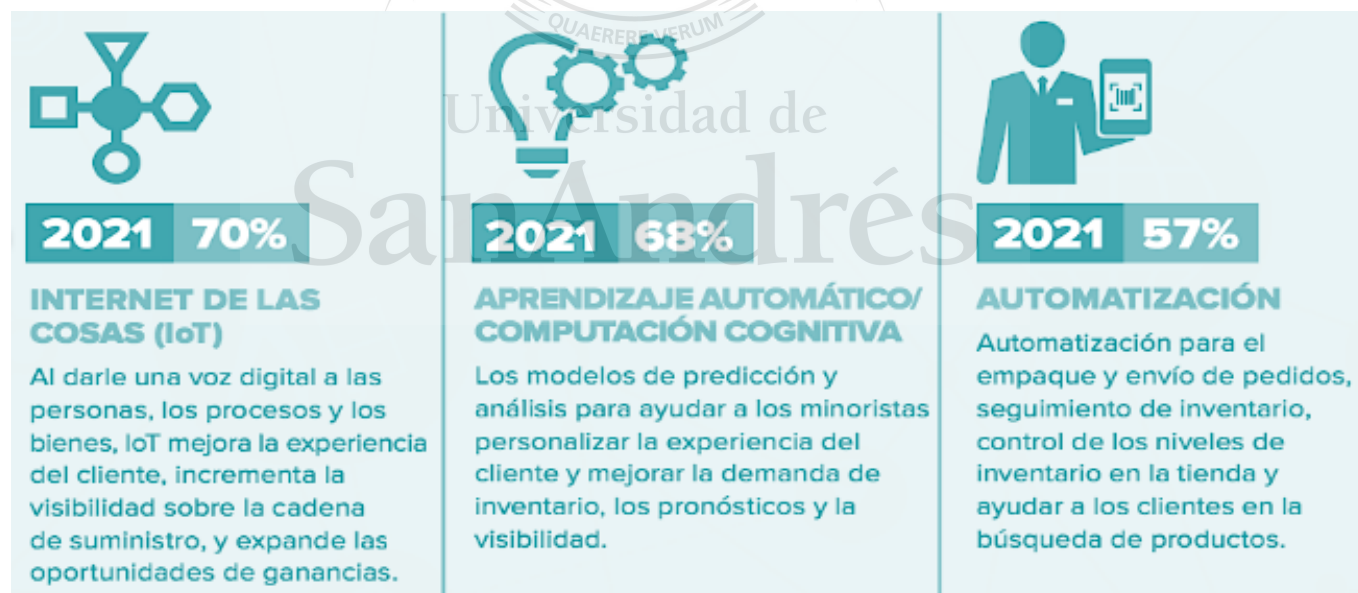 QUAERERE VERUM
Universidad de
SanAndrés
2021 70%
INTERNET DE LAS
COSAS (IoT)
Al darle una voz digital a las
personas, los procesos y los
bienes, IoT mejora la experiencia
del cliente, incrementa la
visibilidad sobre la cadena
de suministro, y expande las
oportunidades de ganancias.
2021 68%
APRENDIZAJE AUTOMÁTICO/
COMPUTACIÓN COGNITIVA
Los modelos de predicción y
análisis para ayudar a los minoristas
personalizar la experiencia del
cliente y mejorar la demanda de
inventario, los pronósticos y la
visibilidad.
2021 57%
AUTOMATIZACIÓN
Automatización para el
empaque y envío de pedidos,
seguimiento de inventario,
control de los niveles de
inventario en la tienda y
ayudar a los clientes en la
búsqueda de productos.